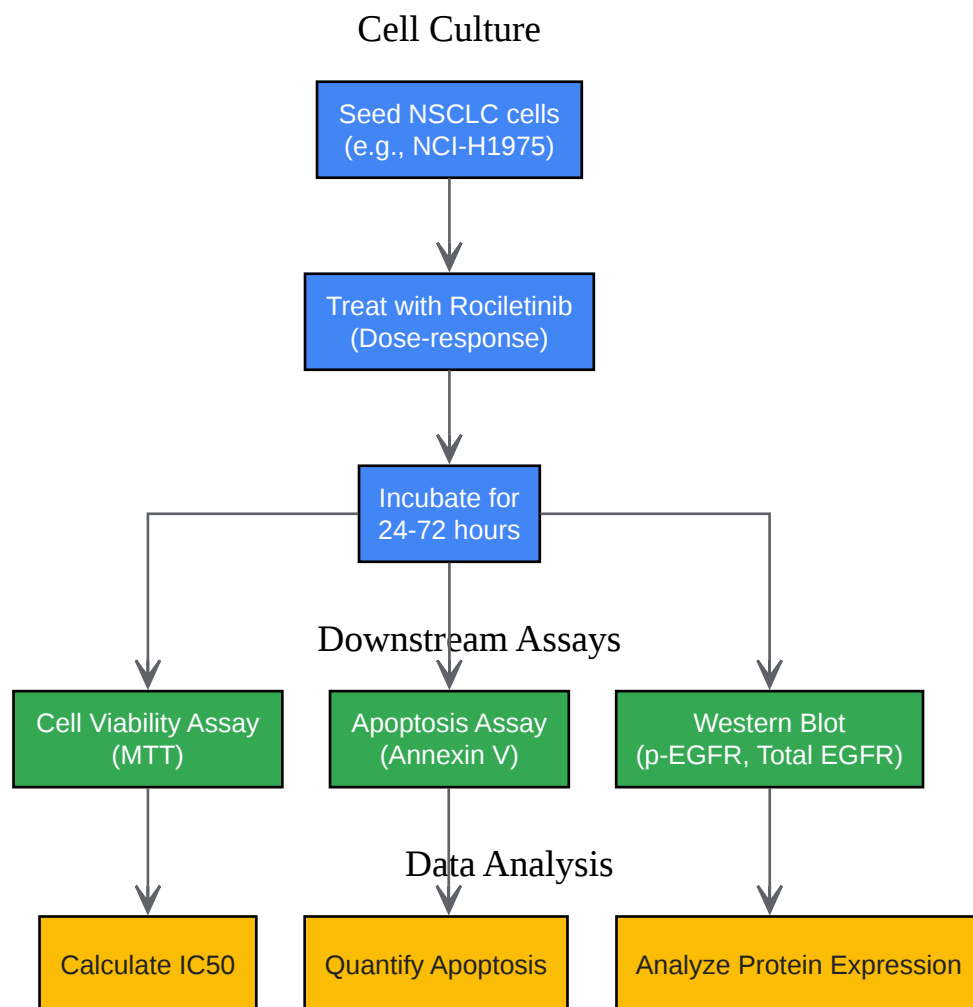 Cell Culture
Seed NSCLC cells
(e.g., NCI-H1975)
Treat with Rociletinib
(Dose-response)
Incubate for
24-72 hours
Downstream Assays
Cell Viability Assay
(MTT)
Apoptosis Assay
(Annexin V)
Western Blot
(p-EGFR, Total EGFR)
Data Analysis
Calculate IC50
Quantify Apoptosis
Analyze Protein Expression